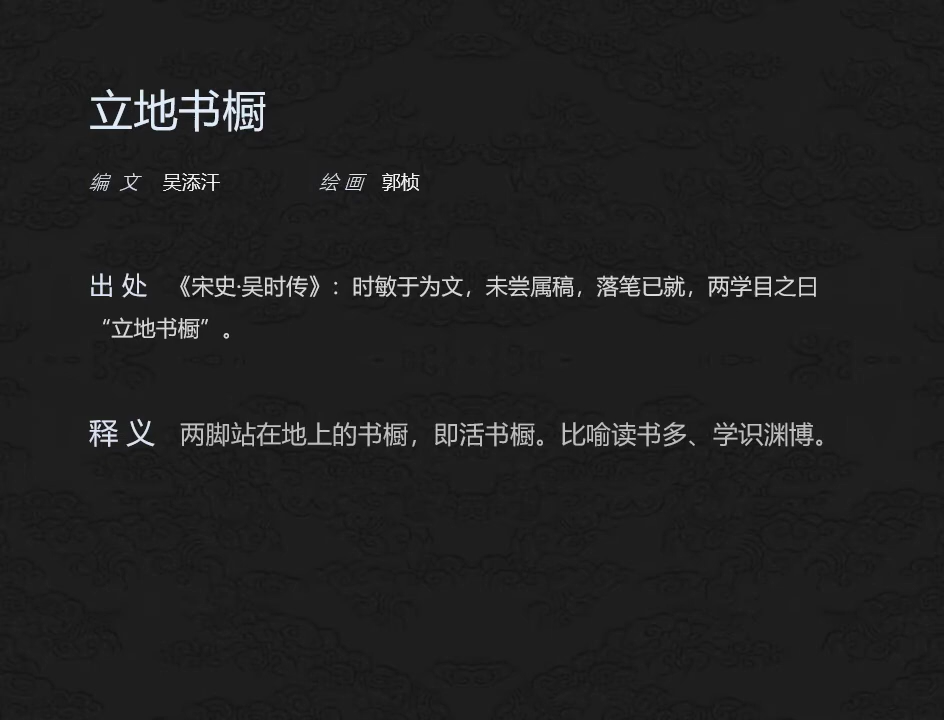 立地书橱
编 文 吴添汗 绘 画 郭桢
出 处 《宋史·吴时传》：时敏于为文，未尝属稿，落笔已就，两学目之曰
“立地书橱”。
释 义 两脚站在地上的书橱，即活书橱。比喻读书多、学识渊博。